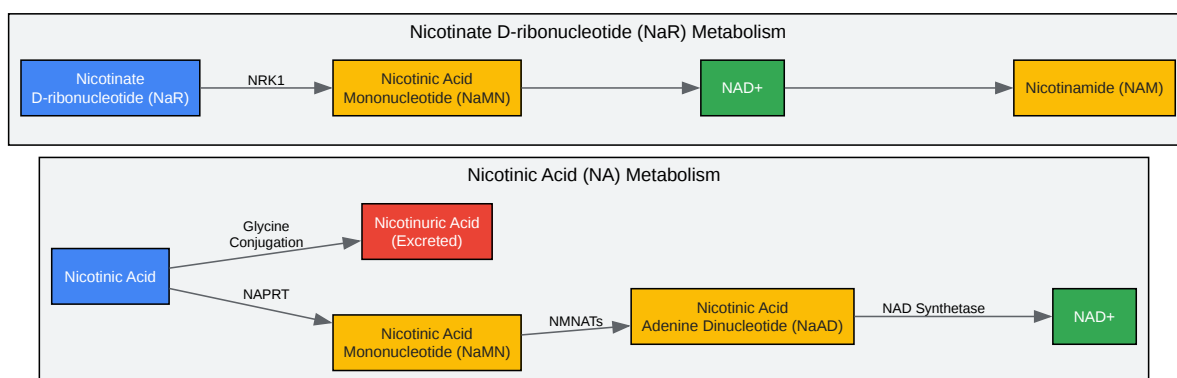 Nicotinate D-ribonucleotide (NaR) Metabolism
Nicotinate
D-ribonucleotide (NaR)
NRK1
Nicotinic Acid
Mononucleotide (NaMN)
NAD+
Nicotinamide (NAM)
Nicotinic Acid (NA) Metabolism
Nicotinic Acid
Glycine
Conjugation
Nicotinuric Acid
(Excreted)
NAPRT
Nicotinic Acid
Mononucleotide (NaMN)
NMNATs
Nicotinic Acid
Adenine Dinucleotide (NaAD)
NAD Synthetase
NAD+